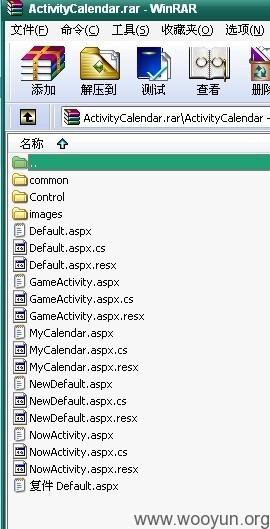 ActivityCalendar.rar - WinRAR
文件(F) 命令(C) 工具(S) 收藏夹(O) 选项(N)
添加 解压到 测试 查看 删除
ActivityCalendar.rar\ActivityCalendar -
名称
..
common
Control
images
Default.aspx
Default.aspx.cs
Default.aspx.resx
GameActivity.aspx
GameActivity.aspx.cs
GameActivity.aspx.resx
MyCalendar.aspx
MyCalendar.aspx.cs
MyCalendar.aspx.resx
NewDefault.aspx
NewDefault.aspx.cs
NewDefault.aspx.resx
NowActivity.aspx
NowActivity.aspx.cs
NowActivity.aspx.resx
复件 Default.aspx
www.wooyun.org